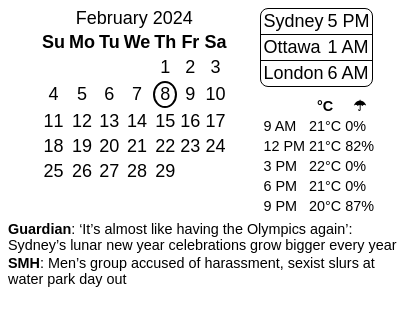 February 2024
Su Mo Tu We Th Fr Sa
1 2 3
4 5 6 7 8 9 10
11 12 13 14 15 16 17
18 19 20 21 22 23 24
25 26 27 28 29
Sydney 5 PM
Ottawa 1 AM
London 6 AM
°C ☂
9 AM 21°C 0%
12 PM 21°C 82%
3 PM 22°C 0%
6 PM 21°C 0%
9 PM 20°C 87%
Guardian: ‘It’s almost like having the Olympics again’:
Sydney’s lunar new year celebrations grow bigger every year
SMH: Men’s group accused of harassment, sexist slurs at
water park day out